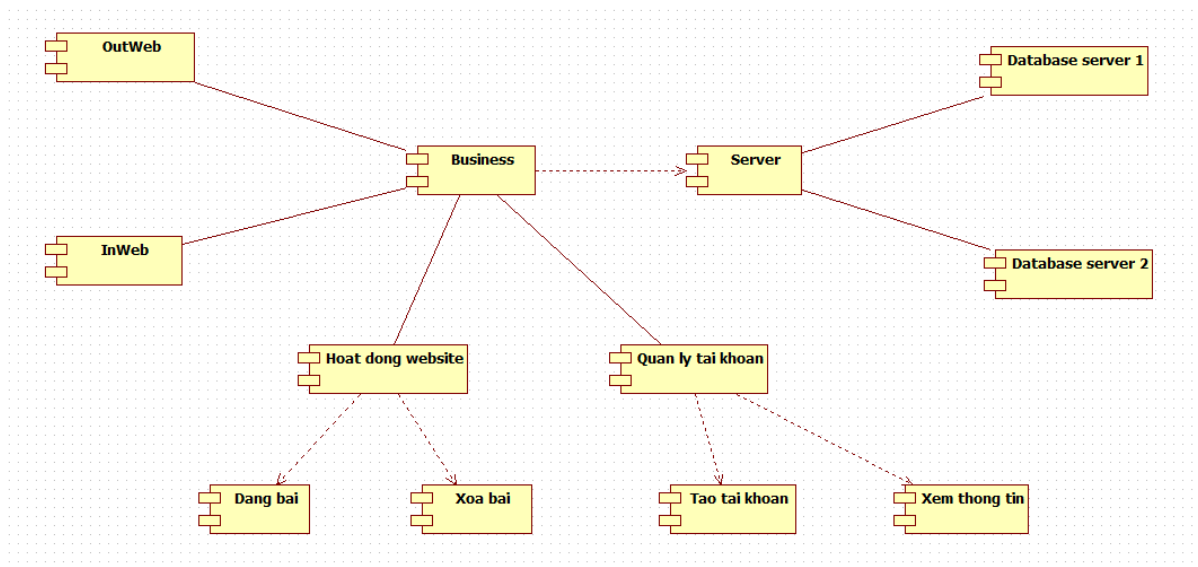 OutWeb
Database server 1
Business
Server
InWeb
Database server 2
Hoat dong website
Quan ly tai khoan
Dang bai
Xoa bai
Tao tai khoan
Xem thong tin